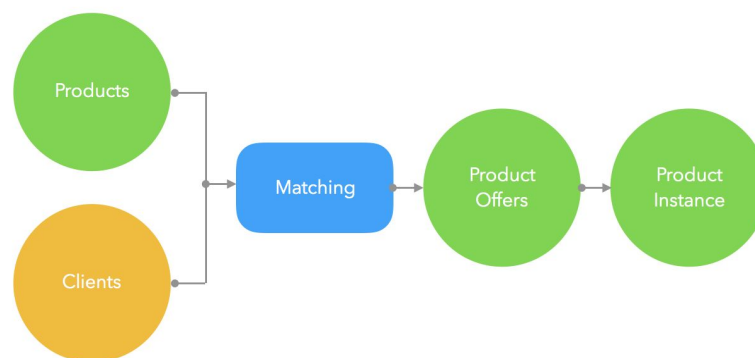 Products
Matching
Product
Offers
Product
Instance
Clients